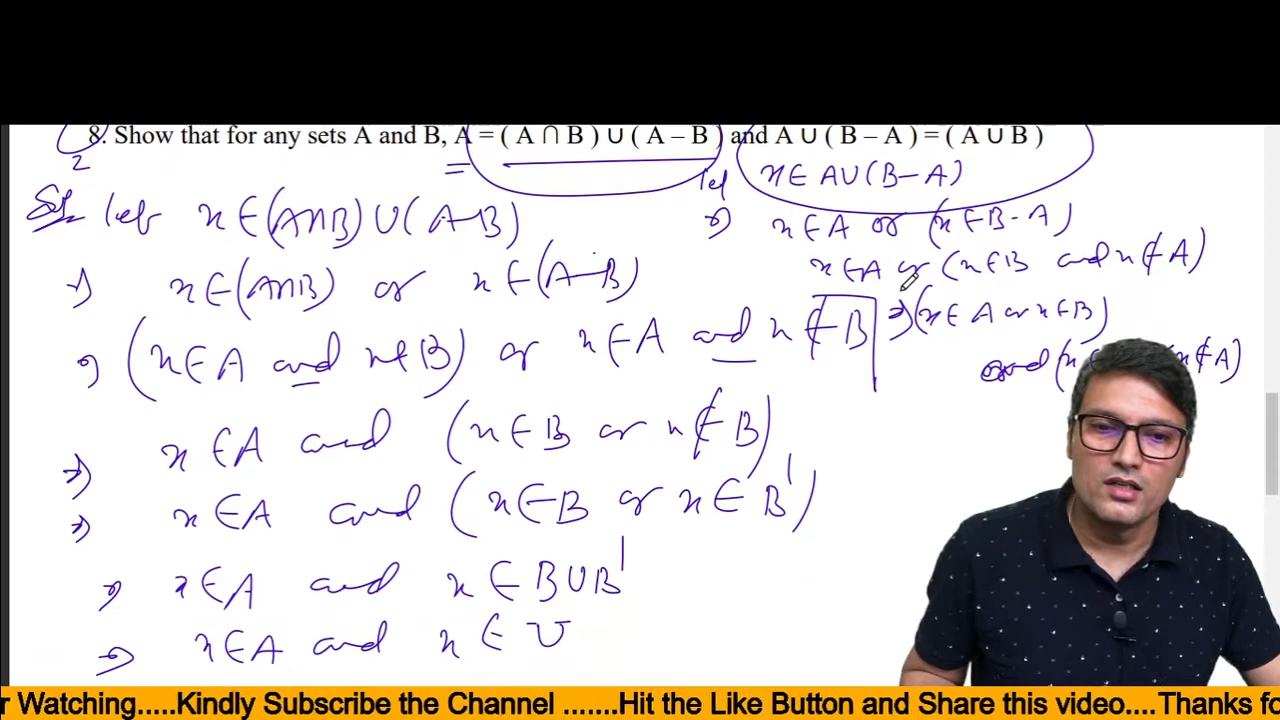 8. Show that for any sets A and B, A = ( A ∩ B ) ∪ ( A – B ) and A ∪ ( B – A ) = ( A ∪ B )
2
=
Sol. let x ∈ (A∩B) ∪ (A-B)
⇒) x ∈ (A∩B) or x ∈ (A-B)
⇒) (x ∈ A and x ∈ B) or x ∈ A and x ∉ B
⇒) x ∈ A and (x ∈ B or x ∉ B)
⇒) x ∈ A and (x ∈ B or x ∈ B')
⇒) x ∈ A and x ∈ B∪B'
⇒) x ∈ A and x ∈ U
let x ∈ A∪(B-A)
⇒) x ∈ A or (x ∈ B-A)
x ∈ A or (x ∈ B and x ∉ A)
⇒ (x ∈ A or x ∈ B)
and (x ∉ A)
r Watching.....Kindly Subscribe the Channel .......Hit the Like Button and Share this video....Thanks fo